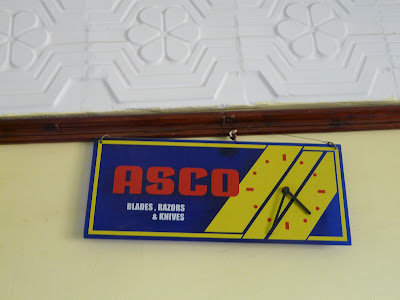 ASCO
BLADES, RAZORS
& KNIVES